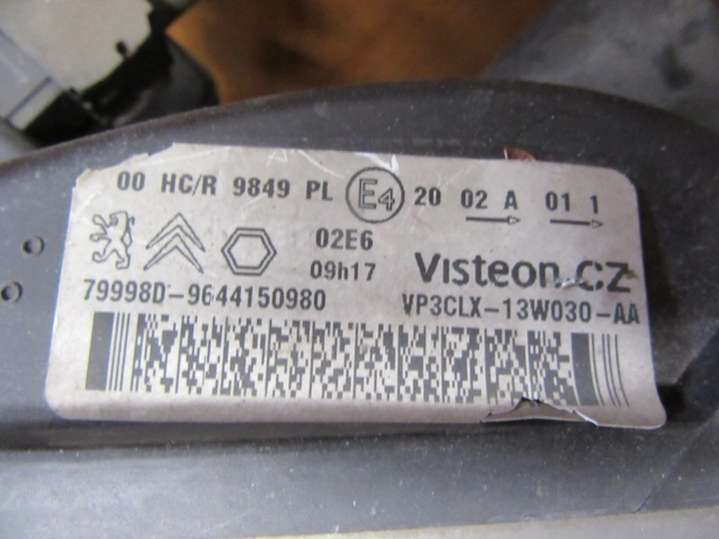 00 HC/R 9849 PL E4 20 02 A 01 1
02E6
09h17 Visteon.CZ
79998D-9644150980 VP3CLX-13W030-AA